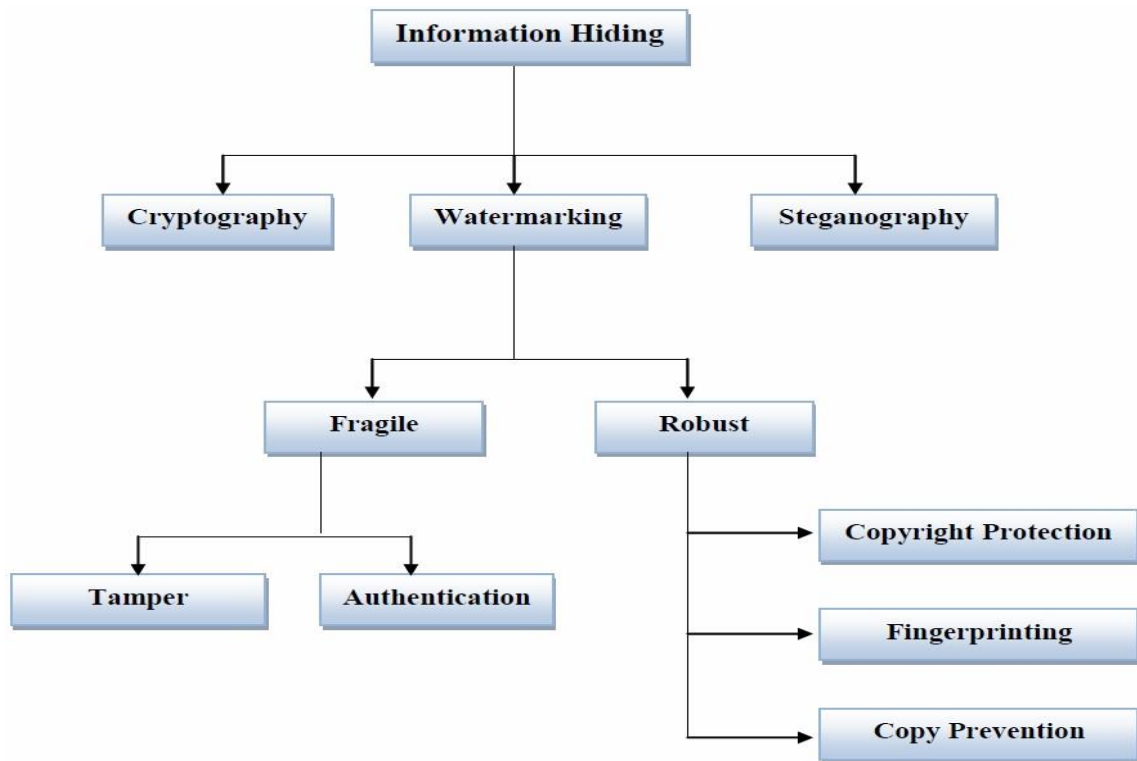 Information Hiding
Cryptography
Watermarking
Steganography
Fragile
Robust
Copyright Protection
Tamper
Authentication
Fingerprinting
Copy Prevention